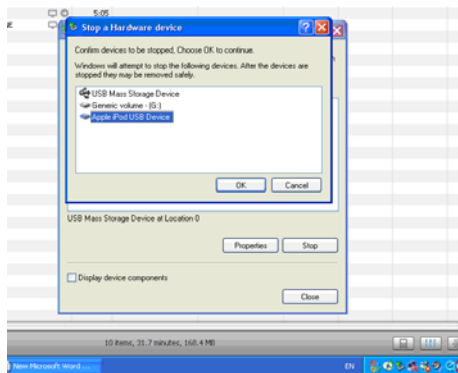 5:05
Stop a Hardware device
Confirm devices to be stopped, Choose OK to continue.
Windows will attempt to stop the following devices. After the devices are
stopped they may be removed safely.
USB Mass Storage Device
Generic volume - (G:)
Apple iPod USB Device
OK Cancel
USB Mass Storage Device at Location 0
Properties Stop
Display device components
Close
10 items, 31.7 minutes, 168.4 MB
New Microsoft Word ... EN